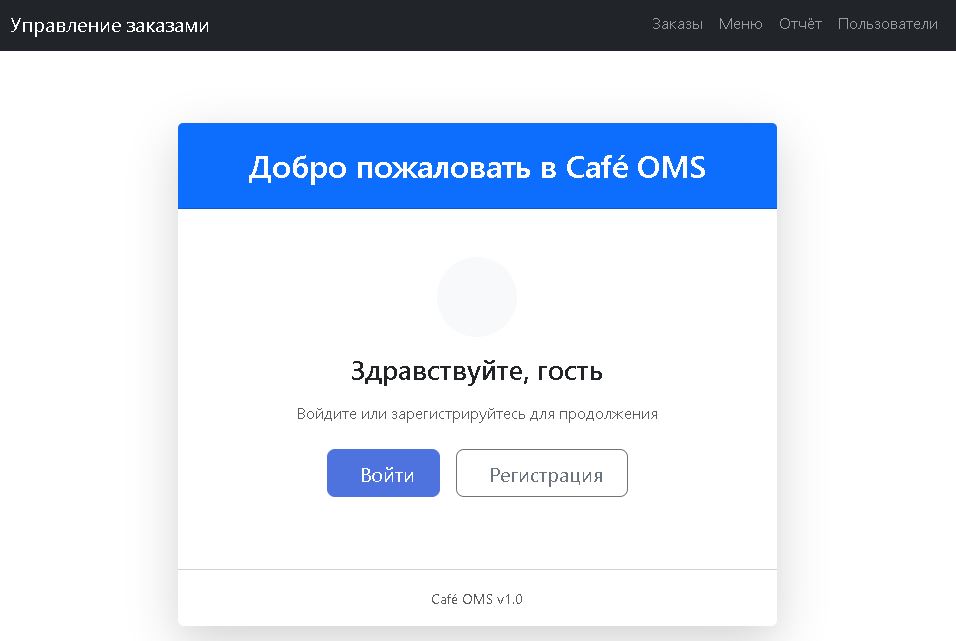 Управление заказами
Заказы Меню Отчёт Пользователи
Добро пожаловать в Café OMS
Здравствуйте, гость
Войдите или зарегистрируйтесь для продолжения
Войти Регистрация
Café OMS v1.0